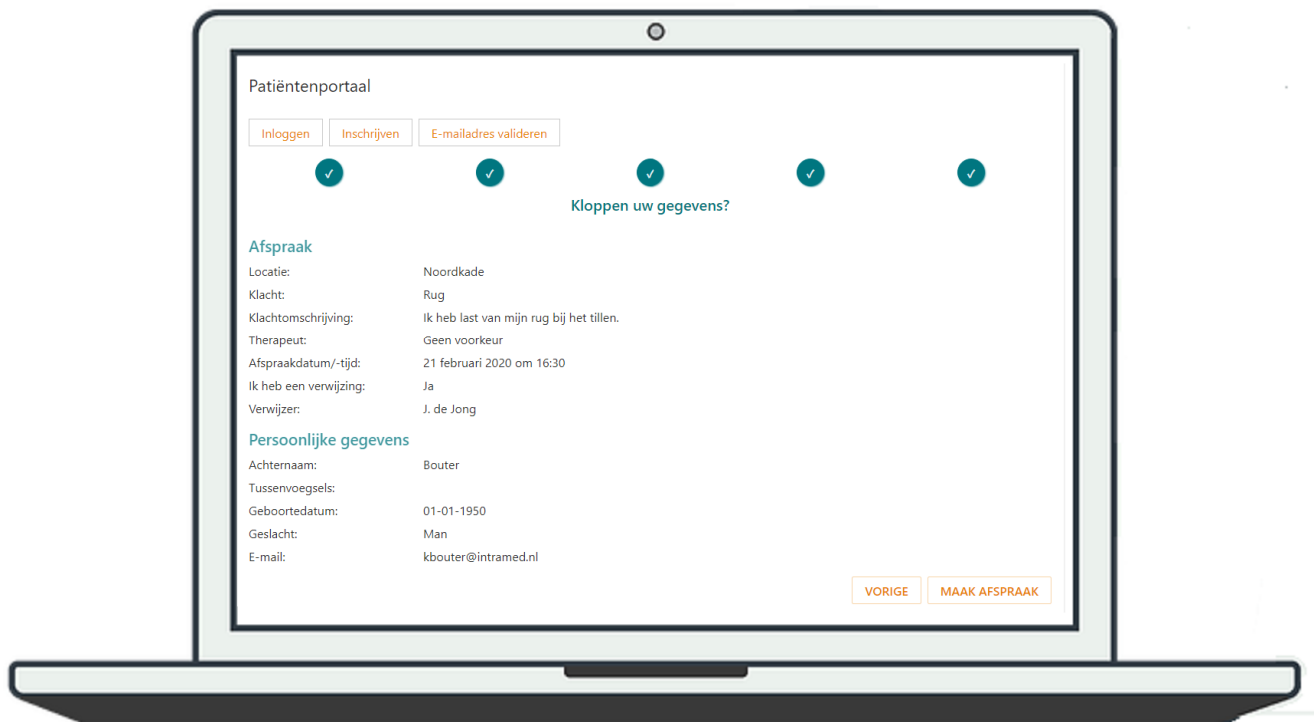 Patiëntenportaal
Inloggen Inschrijven E-mailadres valideren
Kloppen uw gegevens?
Afspraak
Locatie: Noordkade
Klacht: Rug
Klachtomschrijving: Ik heb last van mijn rug bij het tillen.
Therapeut: Geen voorkeur
Afspraakdatum/-tijd: 21 februari 2020 om 16:30
Ik heb een verwijzing: Ja
Verwijzer: J. de Jong
Persoonlijke gegevens
Achternaam: Bouter
Tussenvoegsels:
Geboortedatum: 01-01-1950
Geslacht: Man
E-mail: kbouter@intramed.nl
VORIGE MAAK AFSPRAAK